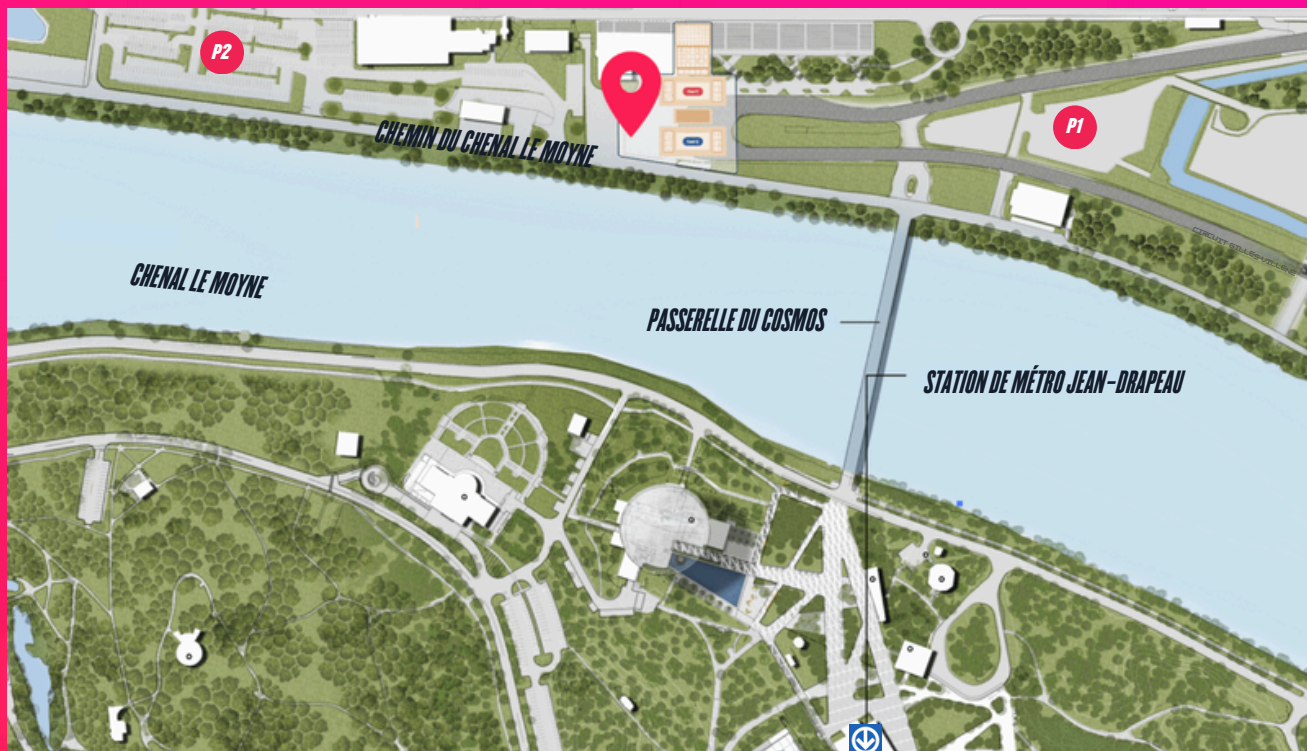 P2
P1
CHEMIN DU CHENAL LE MOYNE
CHENAL LE MOYNE
PASSERELLE DU COSMOS
STATION DE MÉTRO JEAN-DRAPEAU